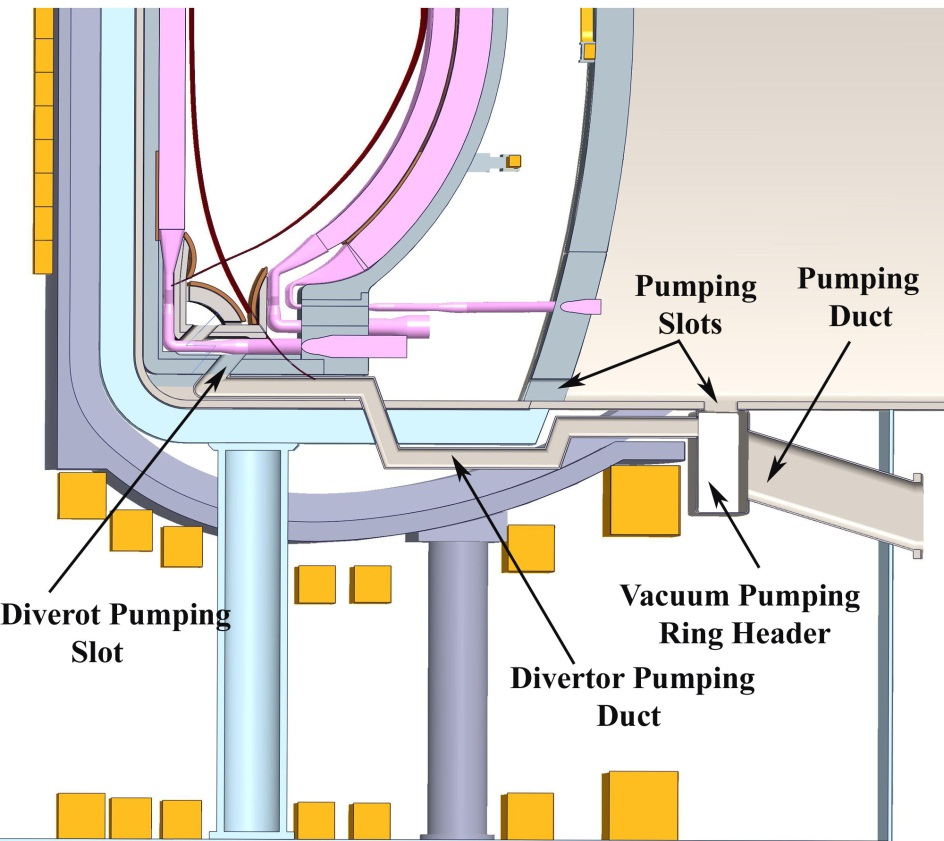 Pumping
Slots
Pumping
Duct
Diverot Pumping
Slot
Vacuum Pumping
Ring Header
Divertor Pumping
Duct